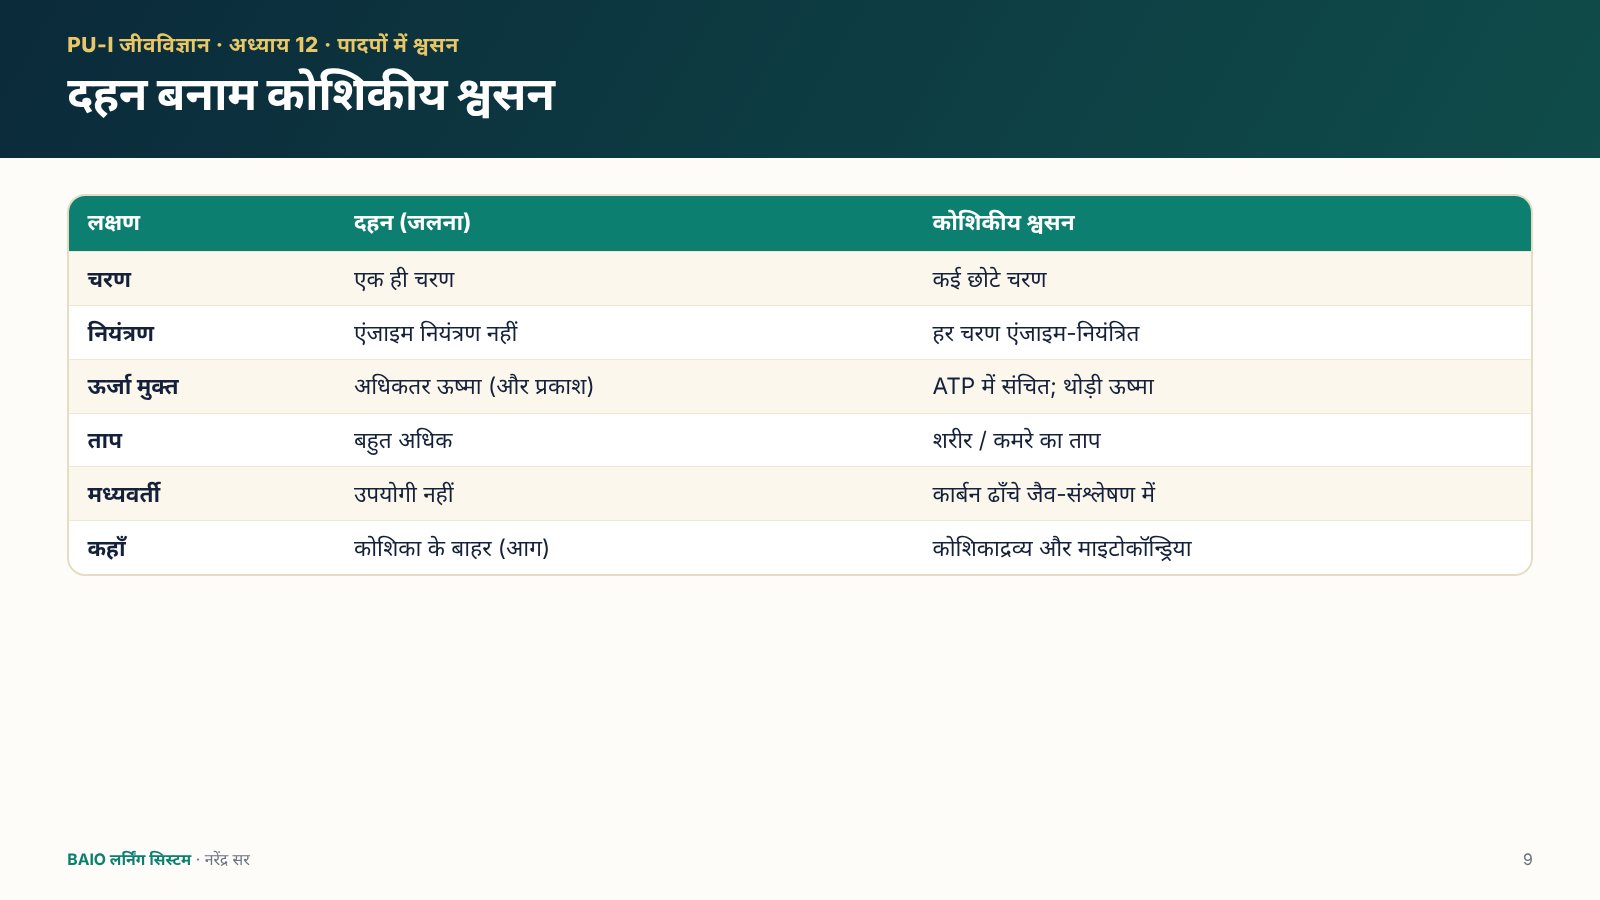 PU-I जीवविज्ञान · अध्याय 12 · पादपों में श्वसन
दहन बनाम कोशिकीय श्वसन
लक्षण दहन (जलना) कोशिकीय श्वसन
चरण एक ही चरण कई छोटे चरण
नियंत्रण एंजाइम नियंत्रण नहीं हर चरण एंजाइम-नियंत्रित
ऊर्जा मुक्त अधिकतर ऊष्मा (और प्रकाश) ATP में संचित; थोड़ी ऊष्मा
ताप बहुत अधिक शरीर / कमरे का ताप
मध्यवर्ती उपयोगी नहीं कार्बन ढाँचे जैव-संश्लेषण में
कहाँ कोशिका के बाहर (आग) कोशिकाद्रव्य और माइटोकॉन्ड्रिया
BAIO लर्निंग सिस्टम · नरेंद्र सर 9